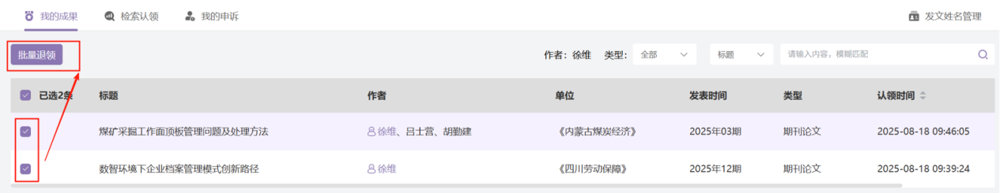 我的成果 检索认领 我的申诉 发文姓名管理
批量退领 作者：徐维 类型： 全部 标题 请输入内容，模糊匹配
已选2条 标题 作者 单位 发表时间 类型 认领时间
煤矿采掘工作面顶板管理问题及处理方法 徐维、吕士营、胡勤建 《内蒙古煤炭经济》 2025年03期 期刊论文 2025-08-18 09:46:05
数智环境下企业档案管理模式创新路径 徐维 《四川劳动保障》 2025年12期 期刊论文 2025-08-18 09:39:24